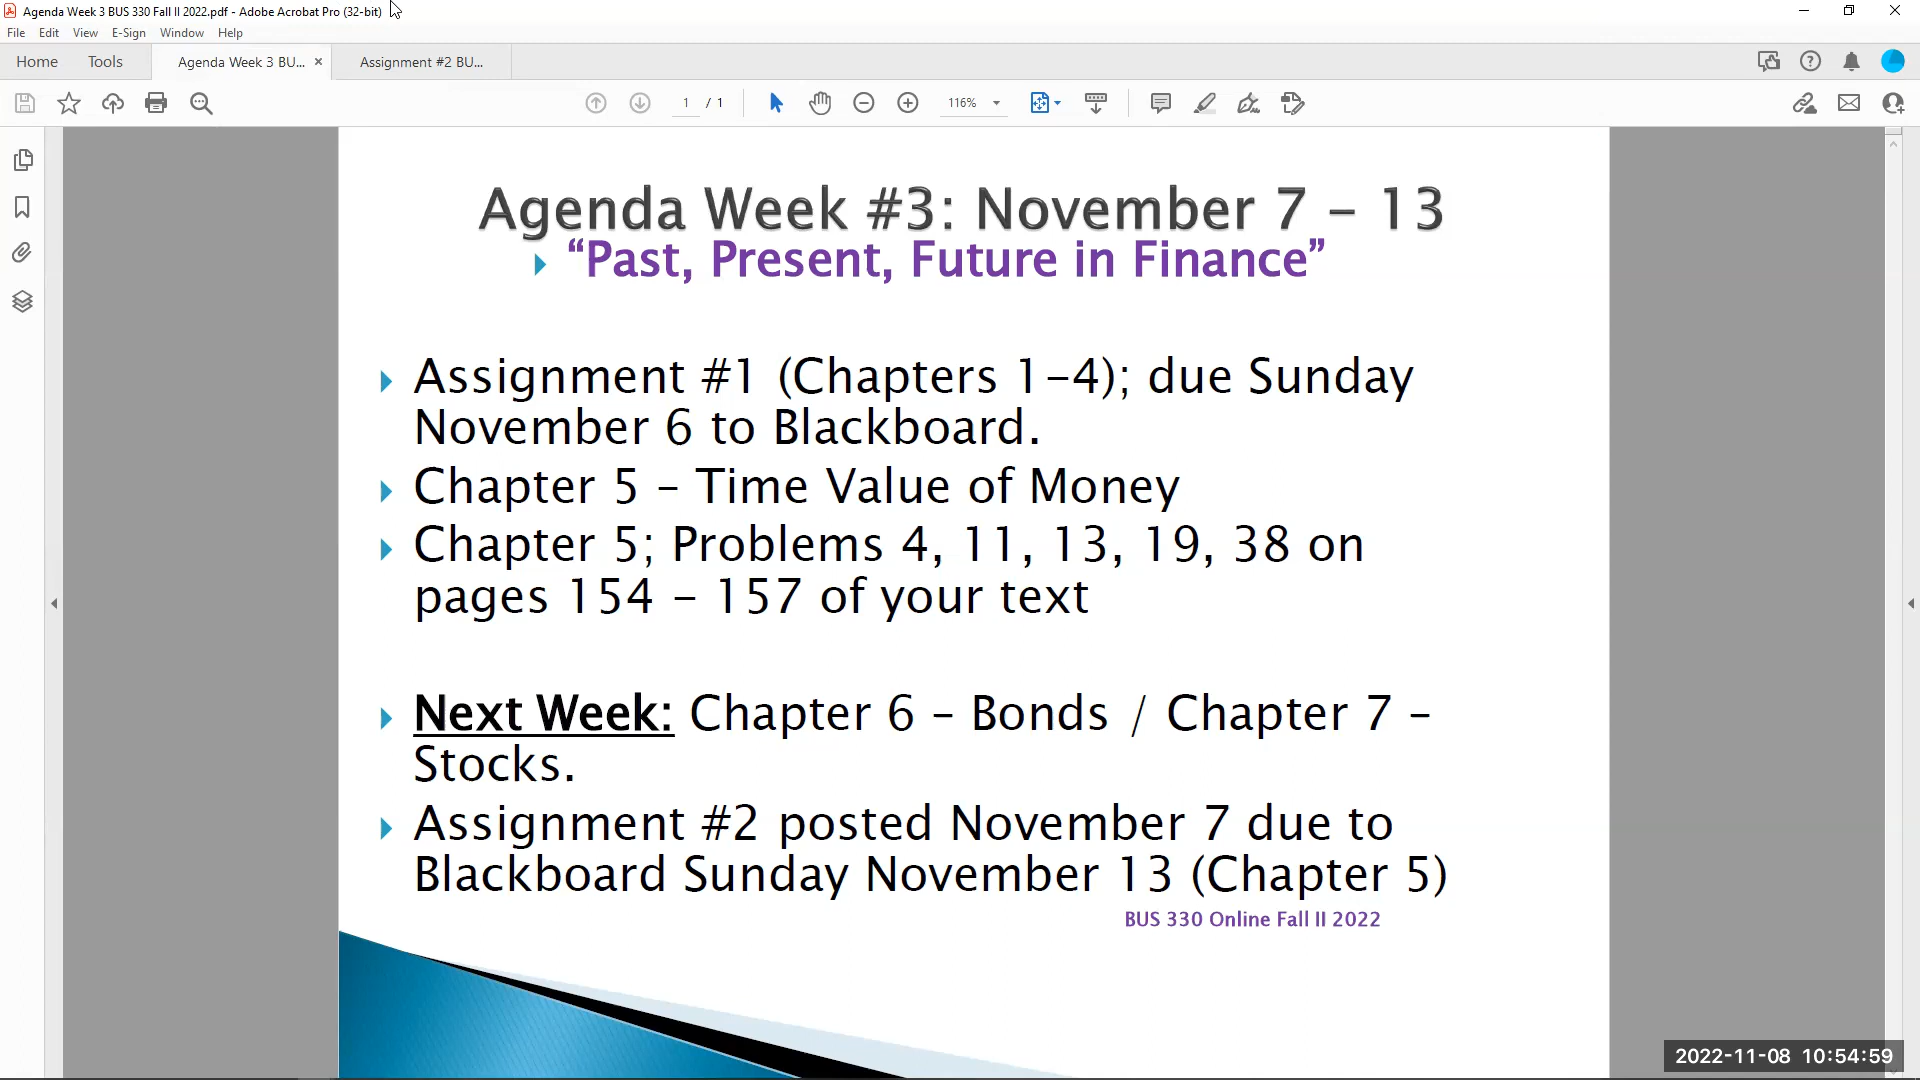 Agenda Week 3 BUS 330 Fall II 2022.pdf - Adobe Acrobat Pro (32-bit)
File Edit View E-Sign Window Help
Home Tools Agenda Week 3 BU... × Assignment #2 BU...
1 / 1 116%
Agenda Week #3: November 7 – 13
“Past, Present, Future in Finance”
Assignment #1 (Chapters 1-4); due Sunday
November 6 to Blackboard.
Chapter 5 – Time Value of Money
Chapter 5; Problems 4, 11, 13, 19, 38 on
pages 154 – 157 of your text
Next Week: Chapter 6 – Bonds / Chapter 7 –
Stocks.
Assignment #2 posted November 7 due to
Blackboard Sunday November 13 (Chapter 5)
BUS 330 Online Fall II 2022
2022-11-08 10:54:59